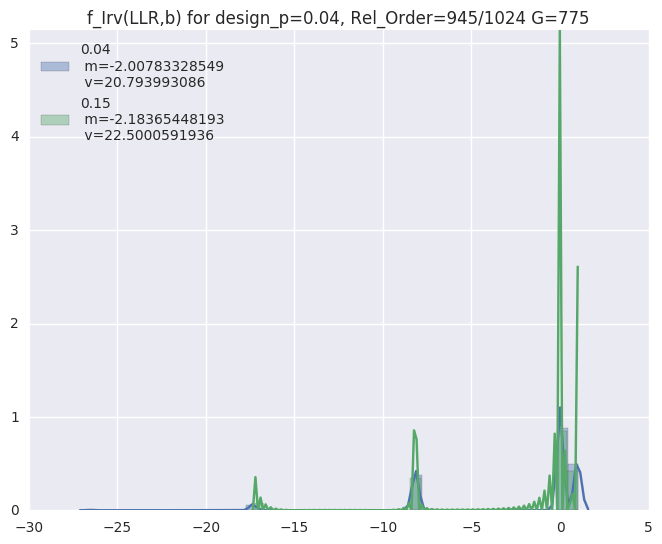 f_Irv(LLR,b) for design_p=0.04, Rel_Order=945/1024 G=775
5
0.04
m=-2.00783328549
v=20.793993086
0.15
m=-2.18365448193
v=22.5000591936
4
3
2
1
0
−30 −25 −20 −15 −10 −5 0 5